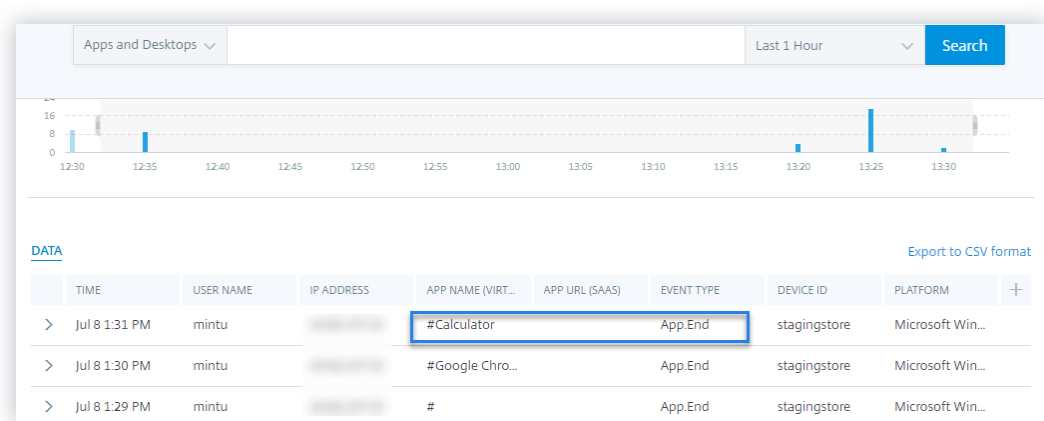 Apps and Desktops Last 1 Hour Search
24
16
8
0
12:30 12:35 12:40 12:45 12:50 12:55 13:00 13:05 13:10 13:15 13:20 13:25 13:30
DATA Export to CSV format
TIME USER NAME IP ADDRESS APP NAME (VIRT... APP URL (SAAS) EVENT TYPE DEVICE ID PLATFORM +
Jul 8 1:31 PM mintu #Calculator App.End stagingstore Microsoft Win...
Jul 8 1:30 PM mintu #Google Chro... App.End stagingstore Microsoft Win...
Jul 8 1:29 PM mintu # App.End stagingstore Microsoft Win...